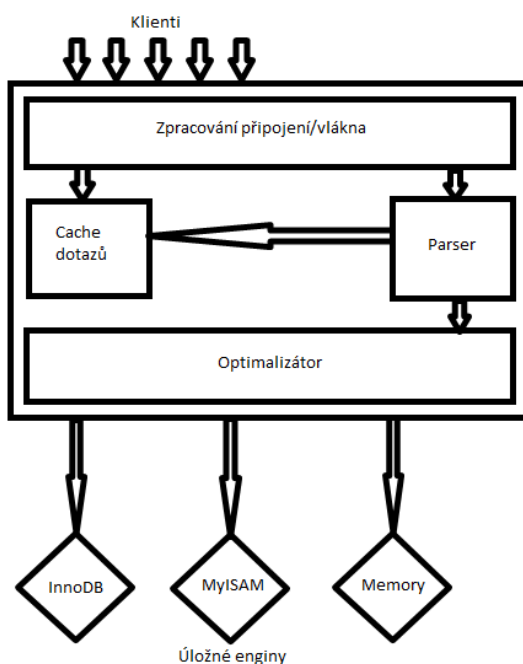 Klienti
Zpracování připojení/vlákna
Cache
dotazů
Parser
Optimalizátor
InnoDB
MyISAM
Memory
Úložné enginy